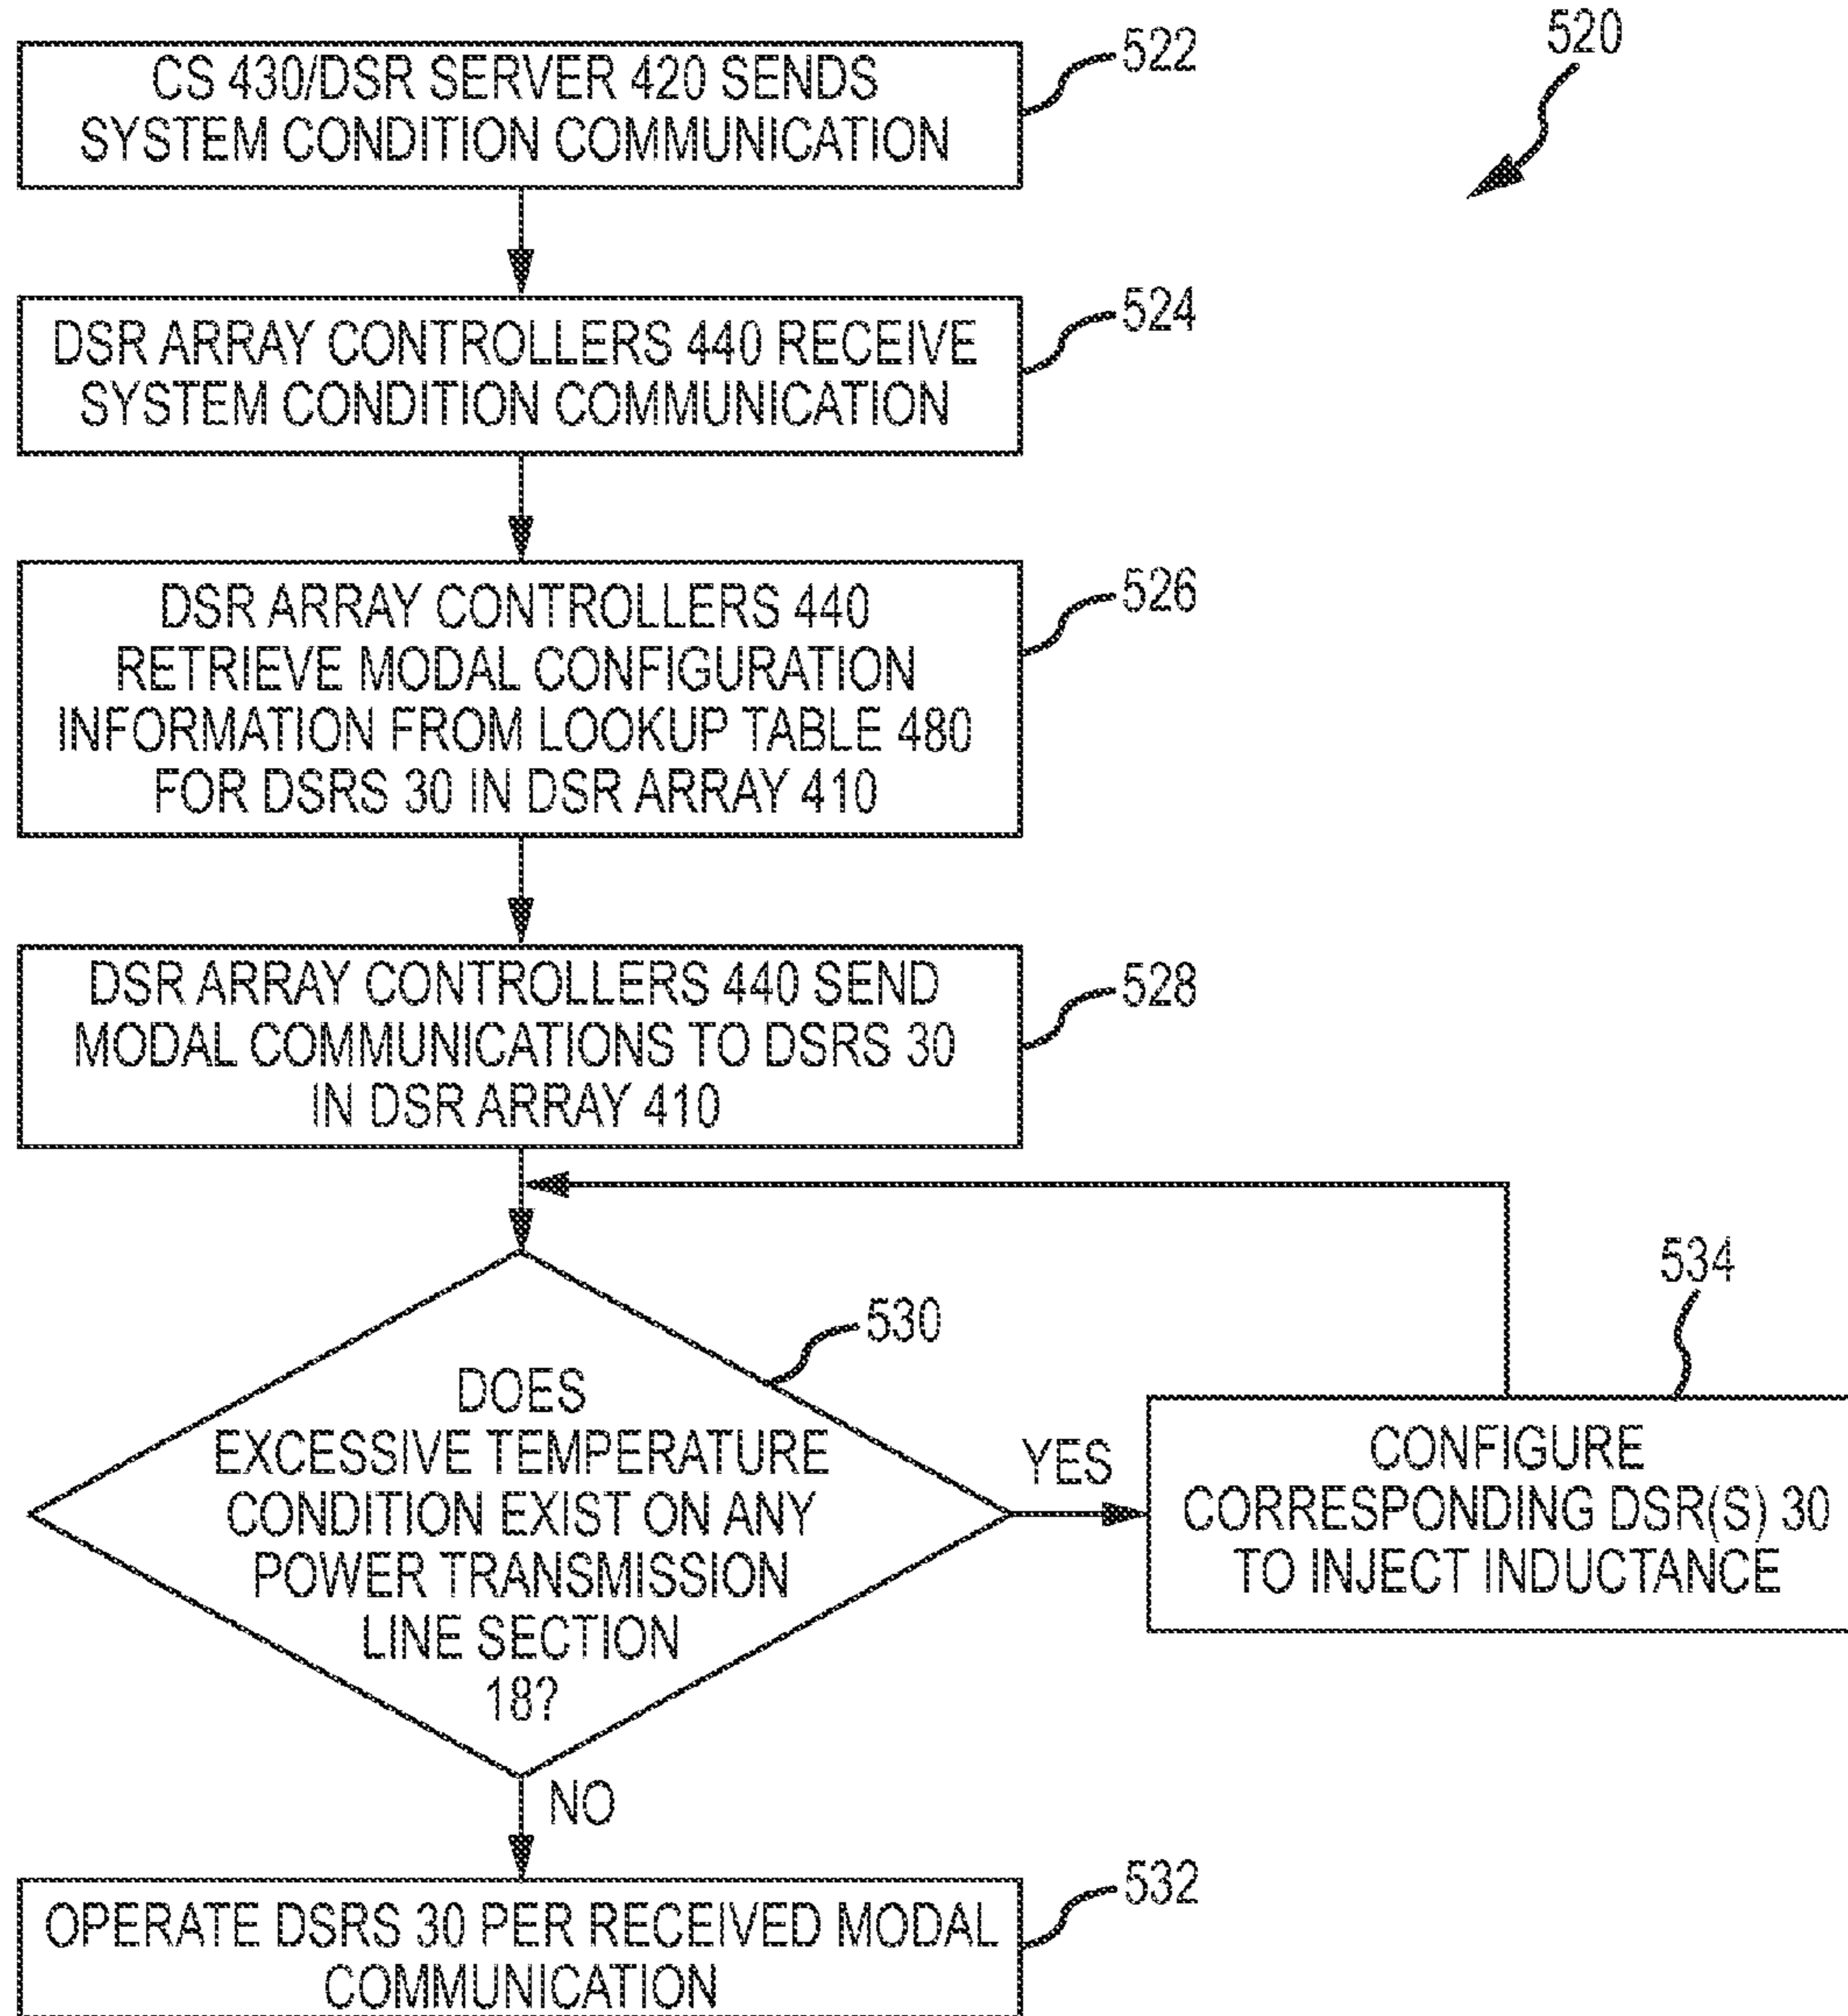 520
CS 430/DSR SERVER 420 SENDS
SYSTEM CONDITION COMMUNICATION
522
DSR ARRAY CONTROLLERS 440 RECEIVE
SYSTEM CONDITION COMMUNICATION
524
DSR ARRAY CONTROLLERS 440
RETRIEVE MODAL CONFIGURATION
INFORMATION FROM LOOKUP TABLE 480
FOR DSRS 30 IN DSR ARRAY 410
526
DSR ARRAY CONTROLLERS 440 SEND
MODAL COMMUNICATIONS TO DSRS 30
IN DSR ARRAY 410
528
DOES
EXCESSIVE TEMPERATURE
CONDITION EXIST ON ANY
POWER TRANSMISSION
LINE SECTION
18?
530
YES
CONFIGURE
CORRESPONDING DSR(S) 30
TO INJECT INDUCTANCE
534
NO
OPERATE DSRS 30 PER RECEIVED MODAL
COMMUNICATION
532